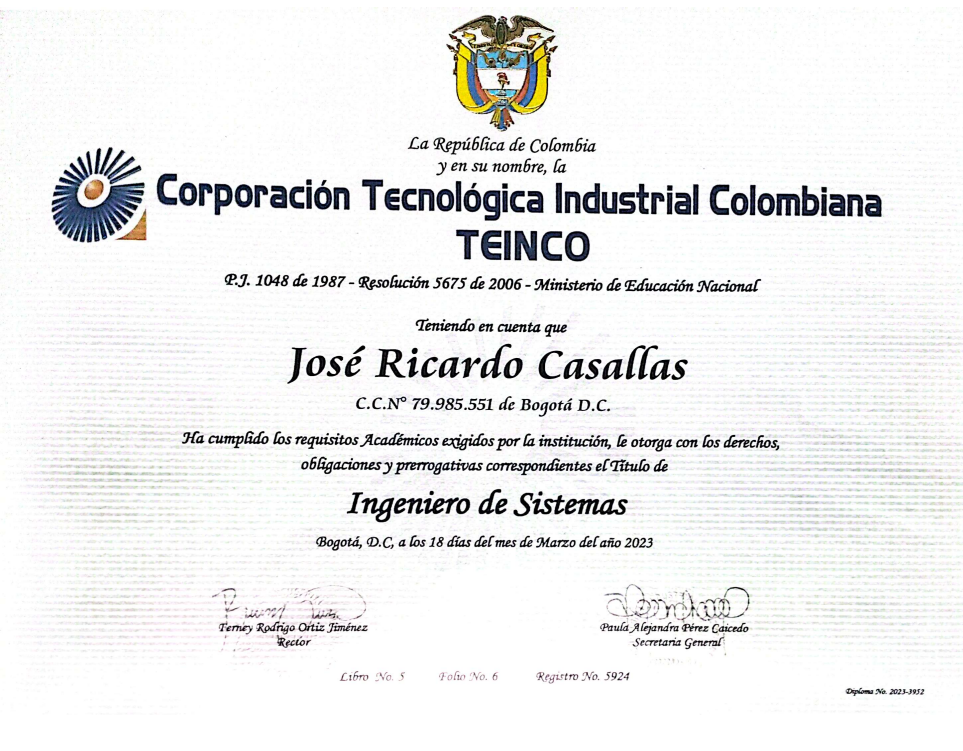 La República de Colombia
y en su nombre, la
Corporación Tecnológica Industrial Colombiana
TEINCO
P.J. 1048 de 1987 - Resolución 5675 de 2006 - Ministerio de Educación Nacional
Teniendo en cuenta que
José Ricardo Casallas
C.C.N° 79.985.551 de Bogotá D.C.
Ha cumplido los requisitos Académicos exigidos por la institución, le otorga con los derechos,
obligaciones y prerrogativas correspondientes el Titulo de
Ingeniero de Sistemas
Bogotá, D.C, a los 18 días del mes de Marzo del año 2023
Ferney Rodrigo Ortiz Jiménez
Rector
Paula Alejandra Pérez Caicedo
Secretaria General
Libro No. 5 Folio No. 6 Registro No. 5924
Diploma No. 2023-3952